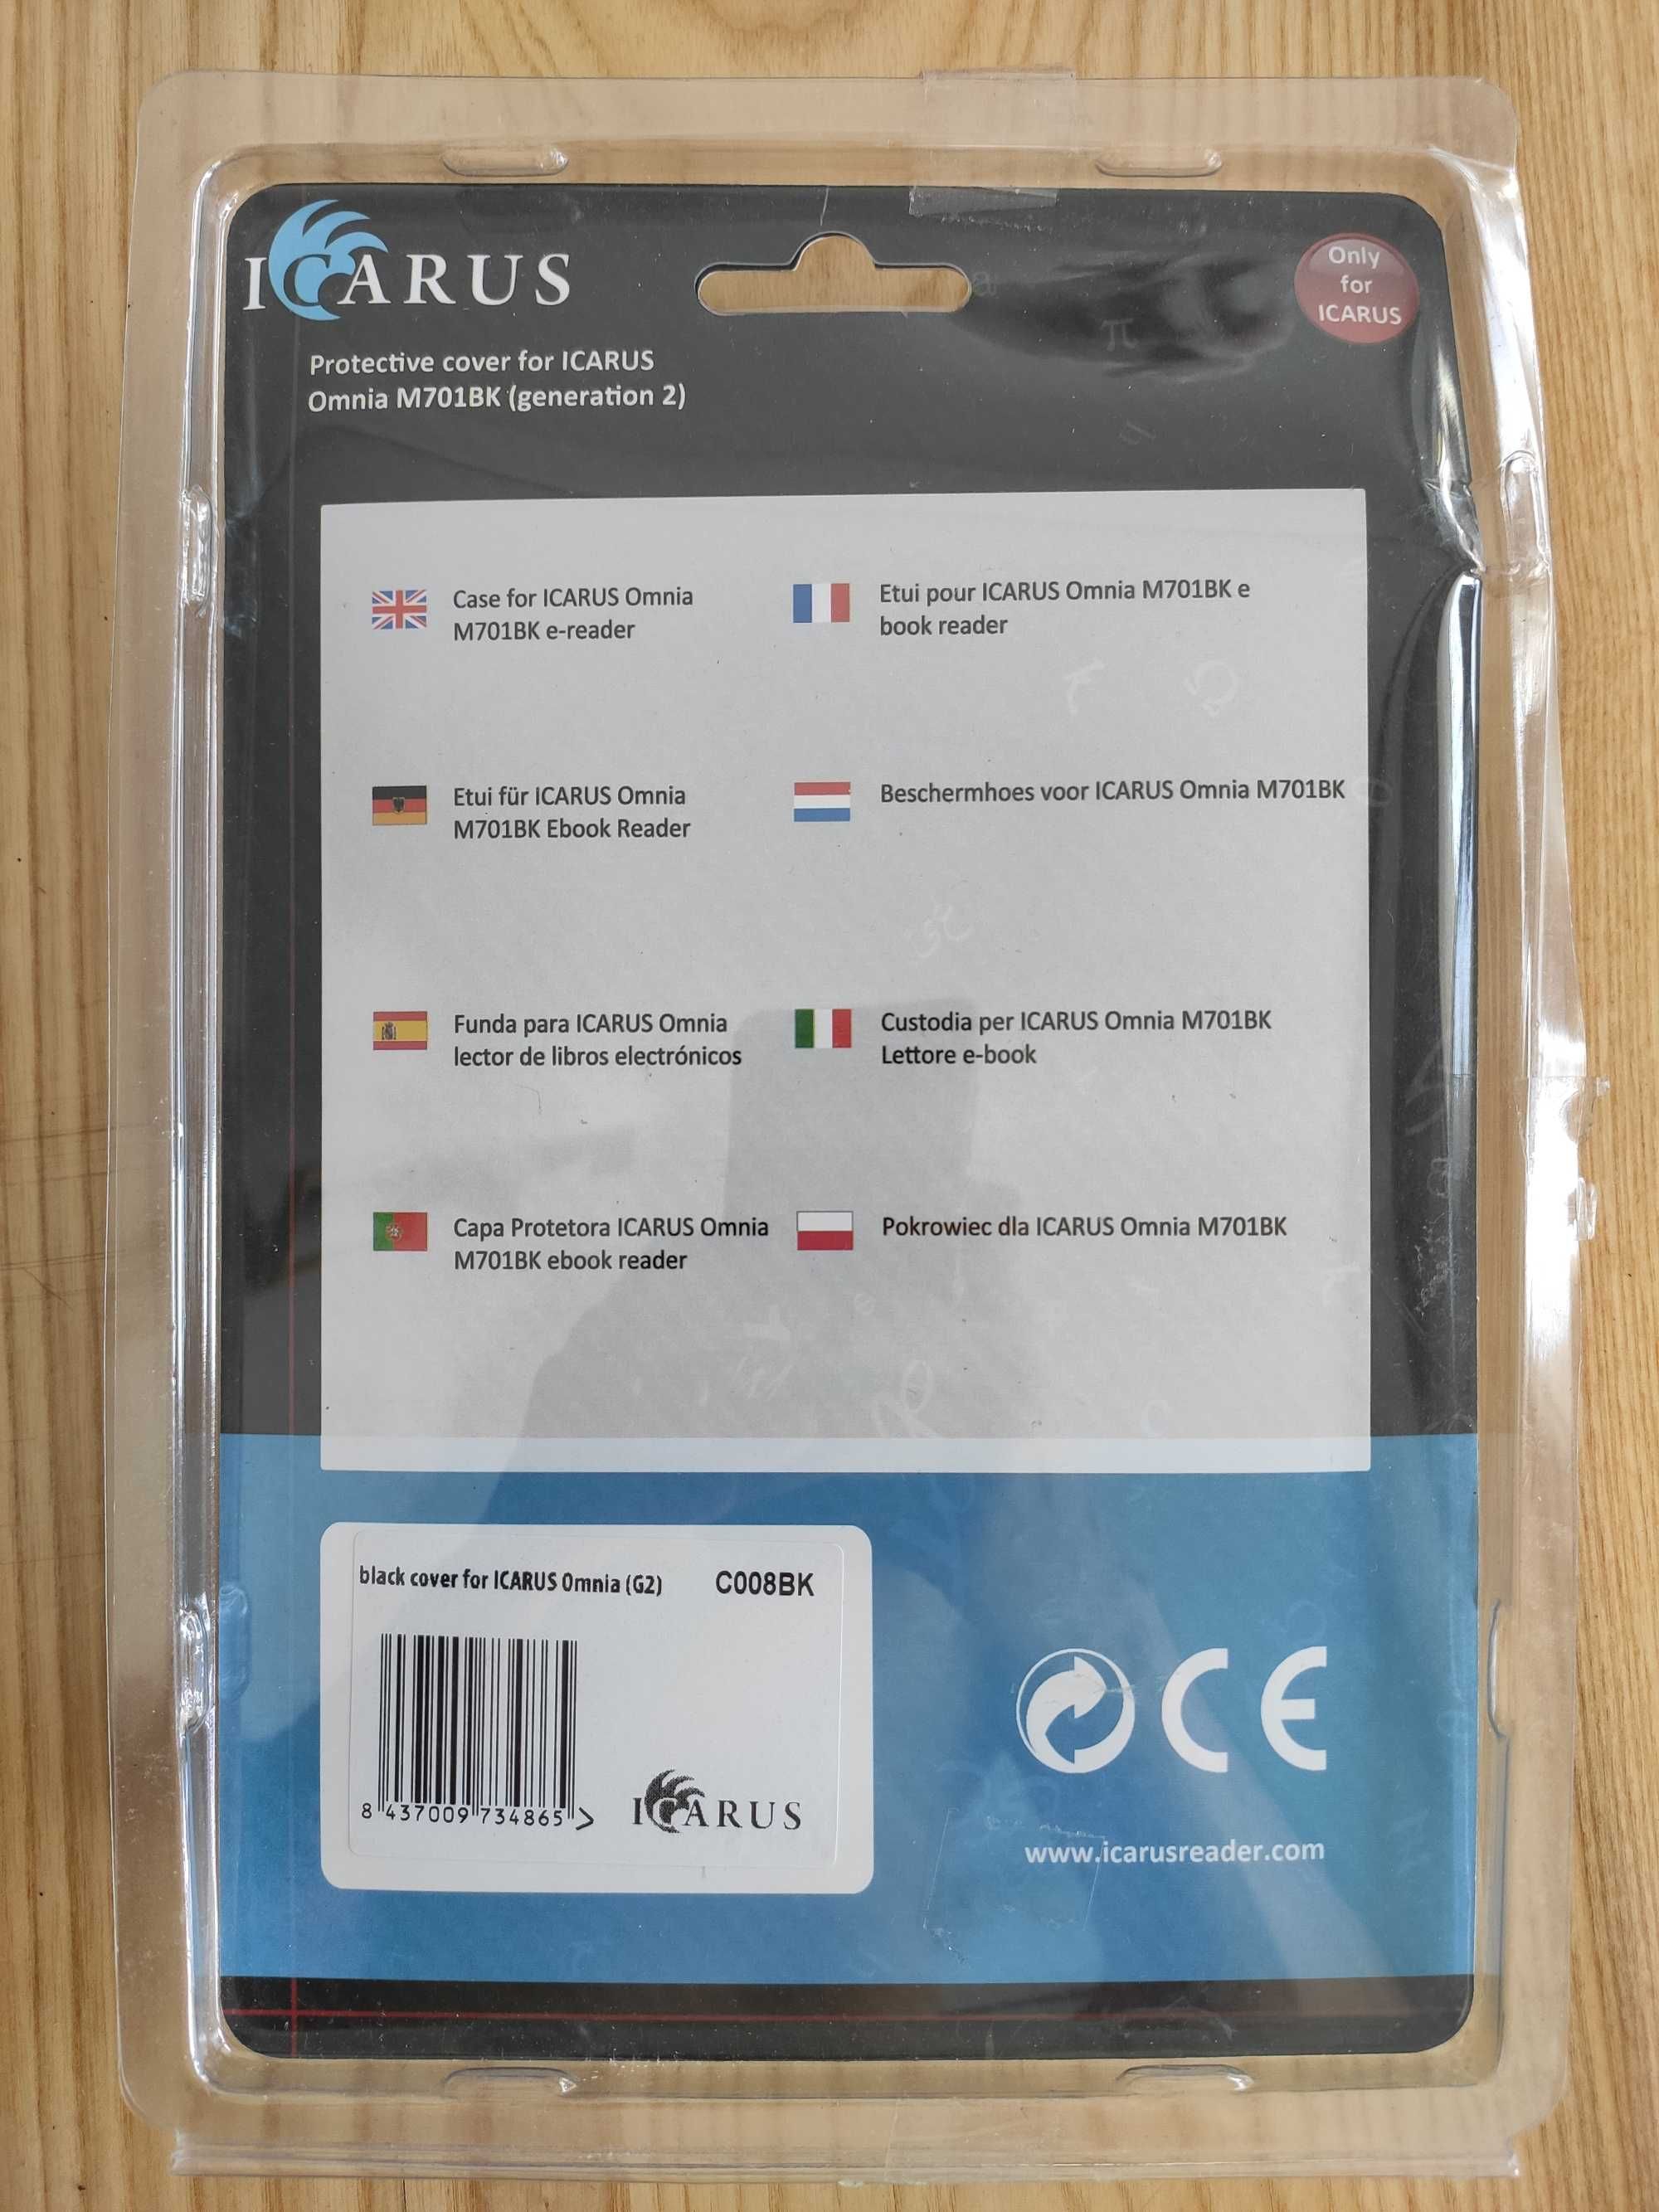 ICARUS
Only
for
ICARUS
Protective cover for ICARUS
Omnia M701BK (generation 2)
Case for ICARUS Omnia
M701BK e-reader
Etui pour ICARUS Omnia M701BK e
book reader
Etui für ICARUS Omnia
M701BK Ebook Reader
Beschermhoes voor ICARUS Omnia M701BK
Funda para ICARUS Omnia
lector de libros electrónicos
Custodia per ICARUS Omnia M701BK
Lettore e-book
Capa Protetora ICARUS Omnia
M701BK ebook reader
Pokrowiec dla ICARUS Omnia M701BK
black cover for ICARUS Omnia (G2) C008BK
8 437009 734865 >
ICARUS
CE
www.icarusreader.com